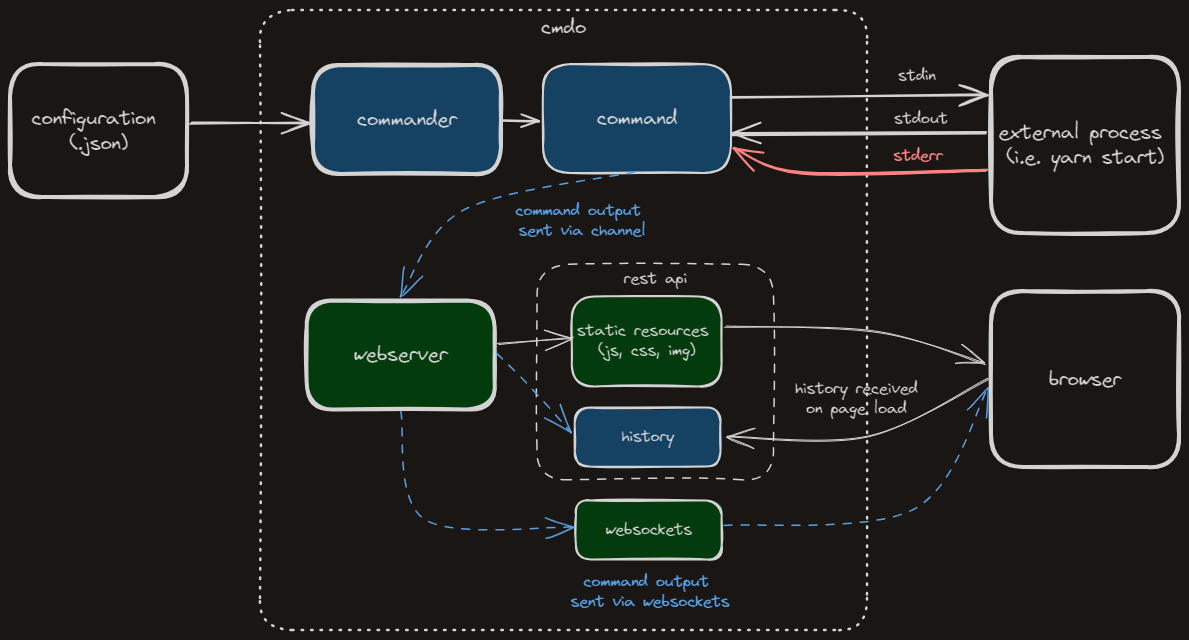 cmdo
configuration
(.json)
commander
command
stdin
stdout
stderr
external process
(i.e. yarn start)
command output
sent via channel
rest api
static resources
(js, css, img)
webserver
browser
history received
on page load
history
websockets
command output
sent via websockets